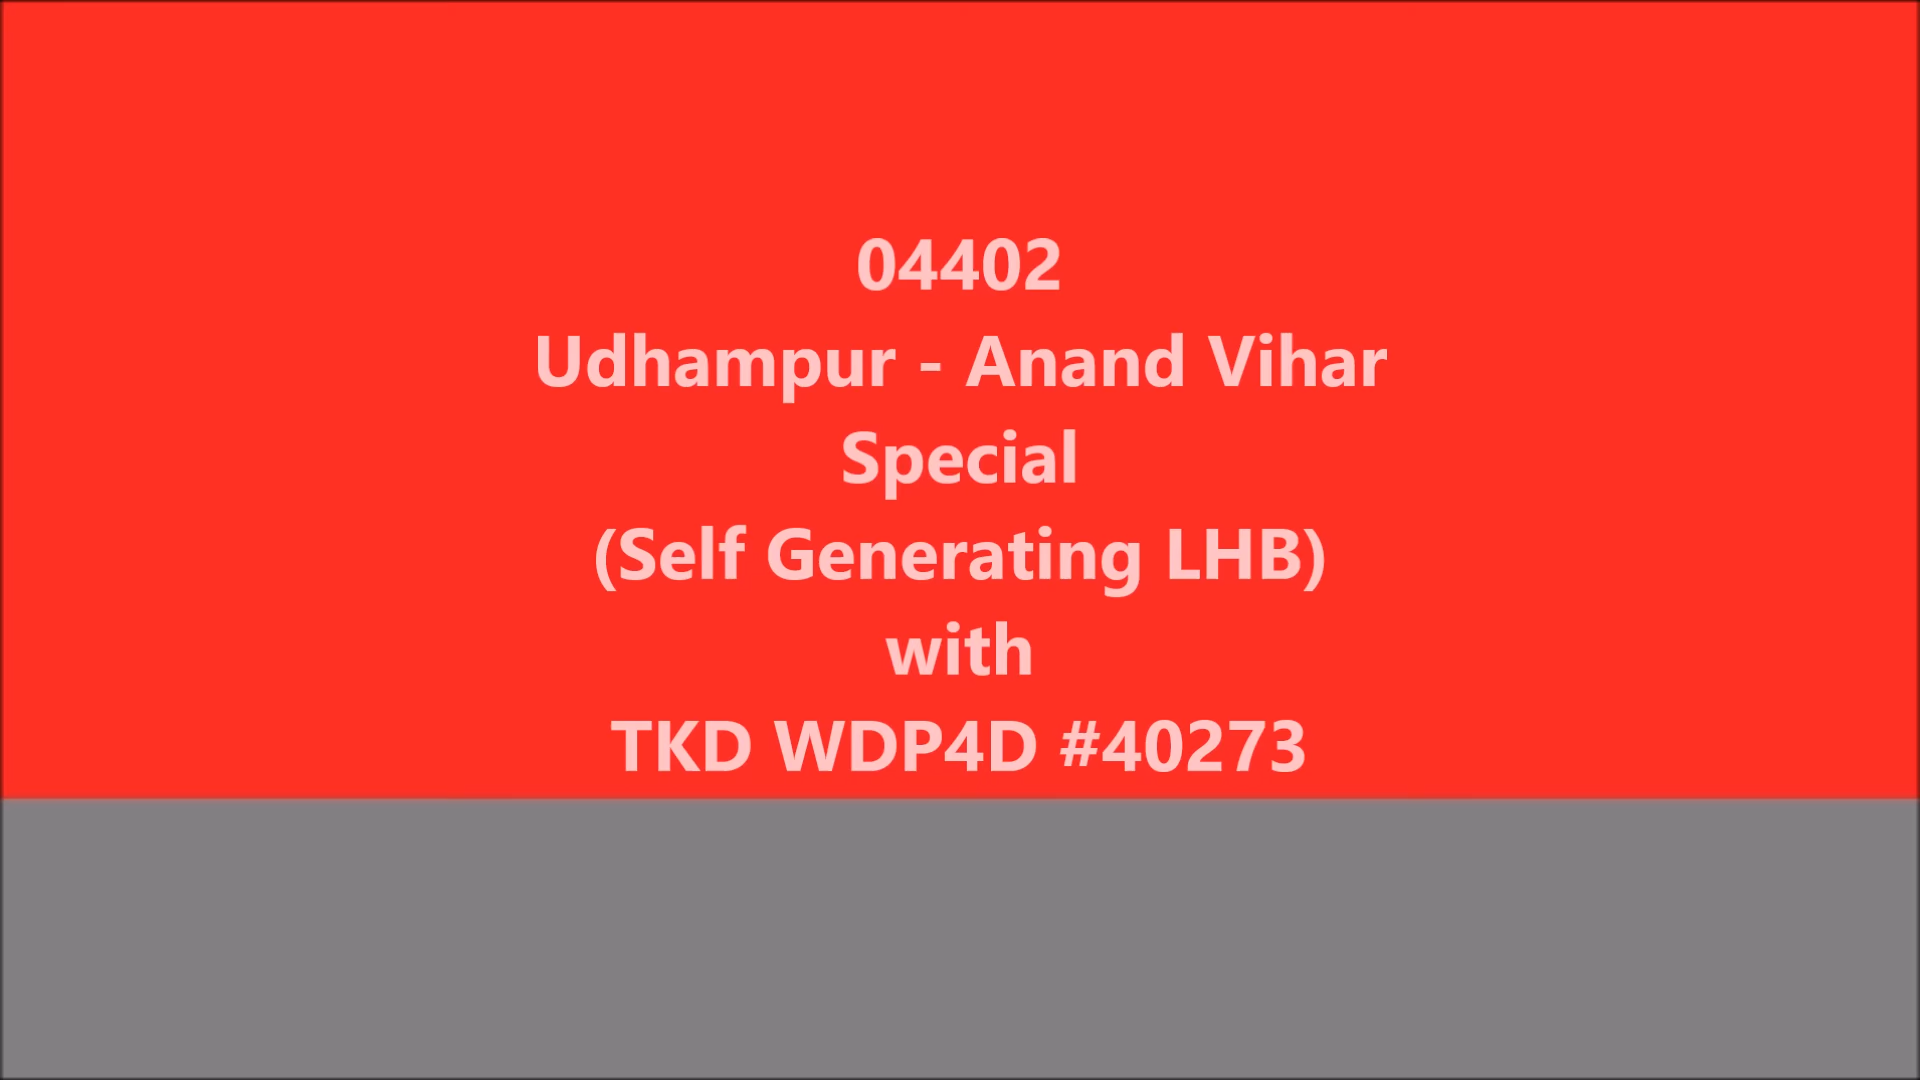 04402
Udhampur - Anand Vihar
Special
(Self Generating LHB)
with
TKD WDP4D #40273